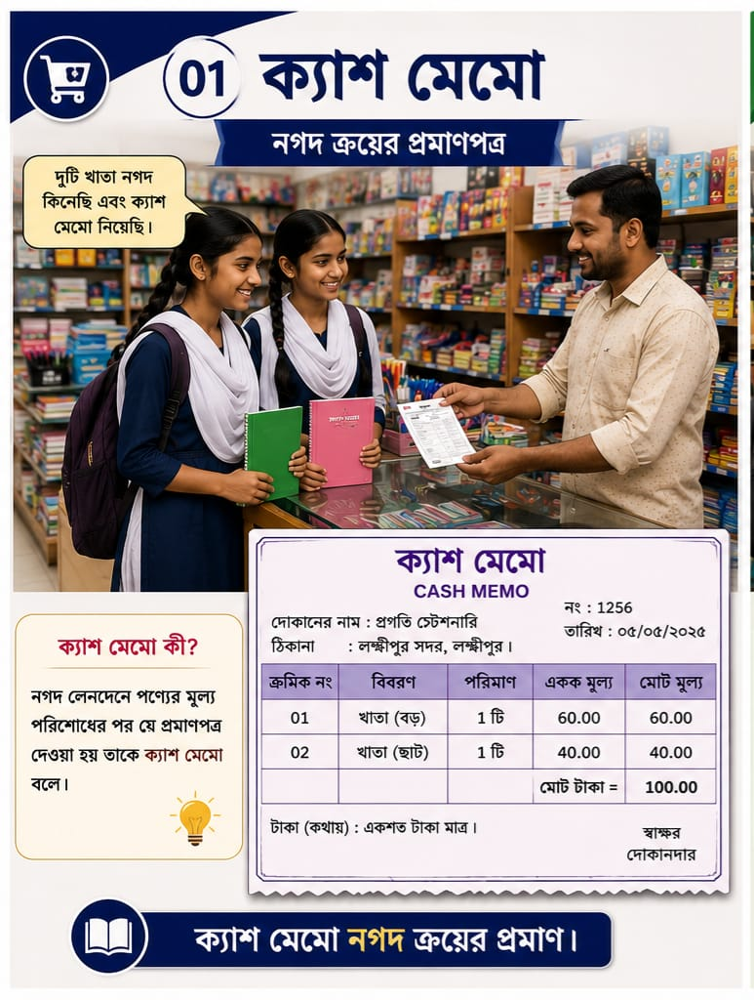 01
ক্যাশ মেমো
নগদ ক্রয়ের প্রমাণপত্র
দুটি খাতা নগদ
কিনেছি এবং ক্যাশ
মেমো নিয়েছি।
ক্যাশ মেমো
CASH MEMO
নং : 1256
দোকানের নাম : প্রগতি স্টেশনারি
তারিখ : ০৫/০৫/২০২৫
ঠিকানা : লক্ষ্মীপুর সদর, লক্ষ্মীপুর।
ক্রমিক নং বিবরণ পরিমাণ একক মূল্য মোট মূল্য
01 খাতা (বড়) 1 টি 60.00 60.00
02 খাতা (ছোট) 1 টি 40.00 40.00
মোট টাকা = 100.00
টাকা (কথায়) : একশত টাকা মাত্র।
স্বাক্ষর
দোকানদার
ক্যাশ মেমো কী?
নগদ লেনদেনে পণ্যের মূল্য
পরিশোধের পর যে প্রমাণপত্র
দেওয়া হয় তাকে ক্যাশ মেমো
বলে।
ক্যাশ মেমো নগদ ক্রয়ের প্রমাণ।